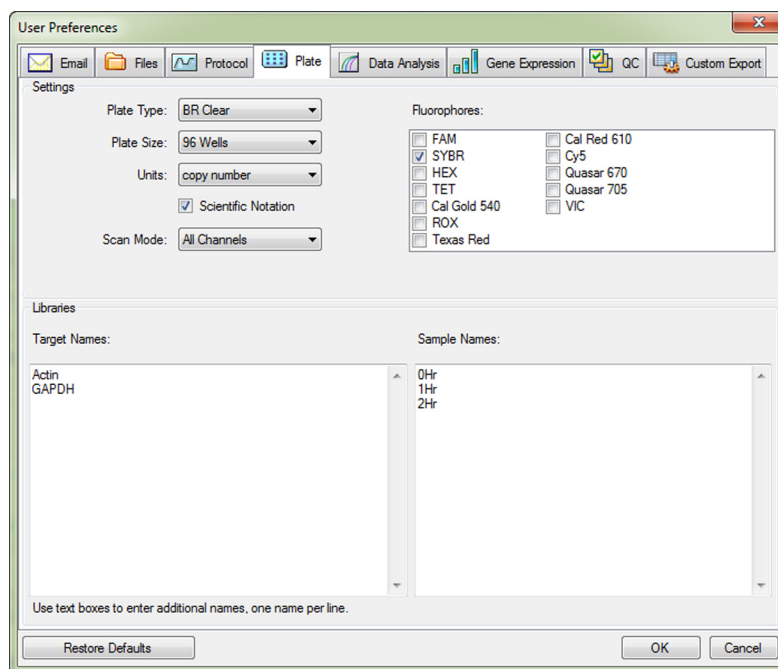 User Preferences
Email Files Protocol Plate Data Analysis Gene Expression QC Custom Export
Settings
Plate Type: BR Clear
Plate Size: 96 Wells
Units: copy number
Scientific Notation
Scan Mode: All Channels
Fluorophores:
FAM Cal Red 610
SYBR Cy5
HEX Quasar 670
TET Quasar 705
Cal Gold 540 VIC
ROX
Texas Red
Libraries
Target Names: Sample Names:
Actin 0Hr
GAPDH 1Hr
2Hr
Use text boxes to enter additional names, one name per line.
Restore Defaults OK Cancel